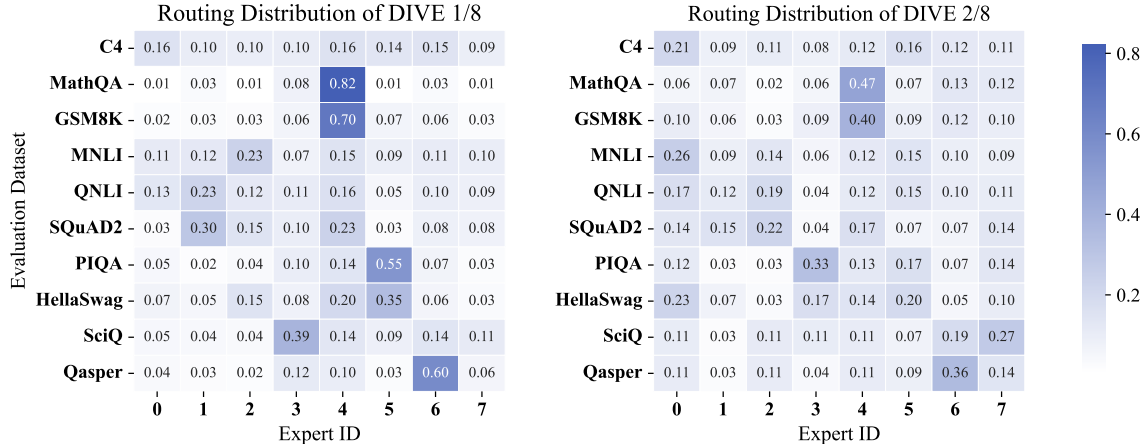 Routing Distribution of DIVE 1/8
Evaluation Dataset
C4 0.16 0.10 0.10 0.10 0.16 0.14 0.15 0.09
MathQA 0.01 0.03 0.01 0.08 0.82 0.01 0.03 0.01
GSM8K 0.02 0.03 0.03 0.06 0.70 0.07 0.06 0.03
MNLI 0.11 0.12 0.23 0.07 0.15 0.09 0.11 0.10
QNLI 0.13 0.23 0.12 0.11 0.16 0.05 0.10 0.09
SQuAD2 0.03 0.30 0.15 0.10 0.23 0.03 0.08 0.08
PIQA 0.05 0.02 0.04 0.10 0.14 0.55 0.07 0.03
HellaSwag 0.07 0.05 0.15 0.08 0.20 0.35 0.06 0.03
SciQ 0.05 0.04 0.04 0.39 0.14 0.09 0.14 0.11
Qasper 0.04 0.03 0.02 0.12 0.10 0.03 0.60 0.06
0 1 2 3 4 5 6 7
Expert ID
Routing Distribution of DIVE 2/8
C4 0.21 0.09 0.11 0.08 0.12 0.16 0.12 0.11
MathQA 0.06 0.07 0.02 0.06 0.47 0.07 0.13 0.12
GSM8K 0.10 0.06 0.03 0.09 0.40 0.09 0.12 0.10
MNLI 0.26 0.09 0.14 0.06 0.12 0.15 0.10 0.09
QNLI 0.17 0.12 0.19 0.04 0.12 0.15 0.10 0.11
SQuAD2 0.14 0.15 0.22 0.04 0.17 0.07 0.07 0.14
PIQA 0.12 0.03 0.03 0.33 0.13 0.17 0.07 0.14
HellaSwag 0.23 0.07 0.03 0.17 0.14 0.20 0.05 0.10
SciQ 0.11 0.03 0.11 0.11 0.11 0.07 0.19 0.27
Qasper 0.11 0.03 0.11 0.04 0.11 0.09 0.36 0.14
0 1 2 3 4 5 6 7
Expert ID
0.8
0.6
0.4
0.2